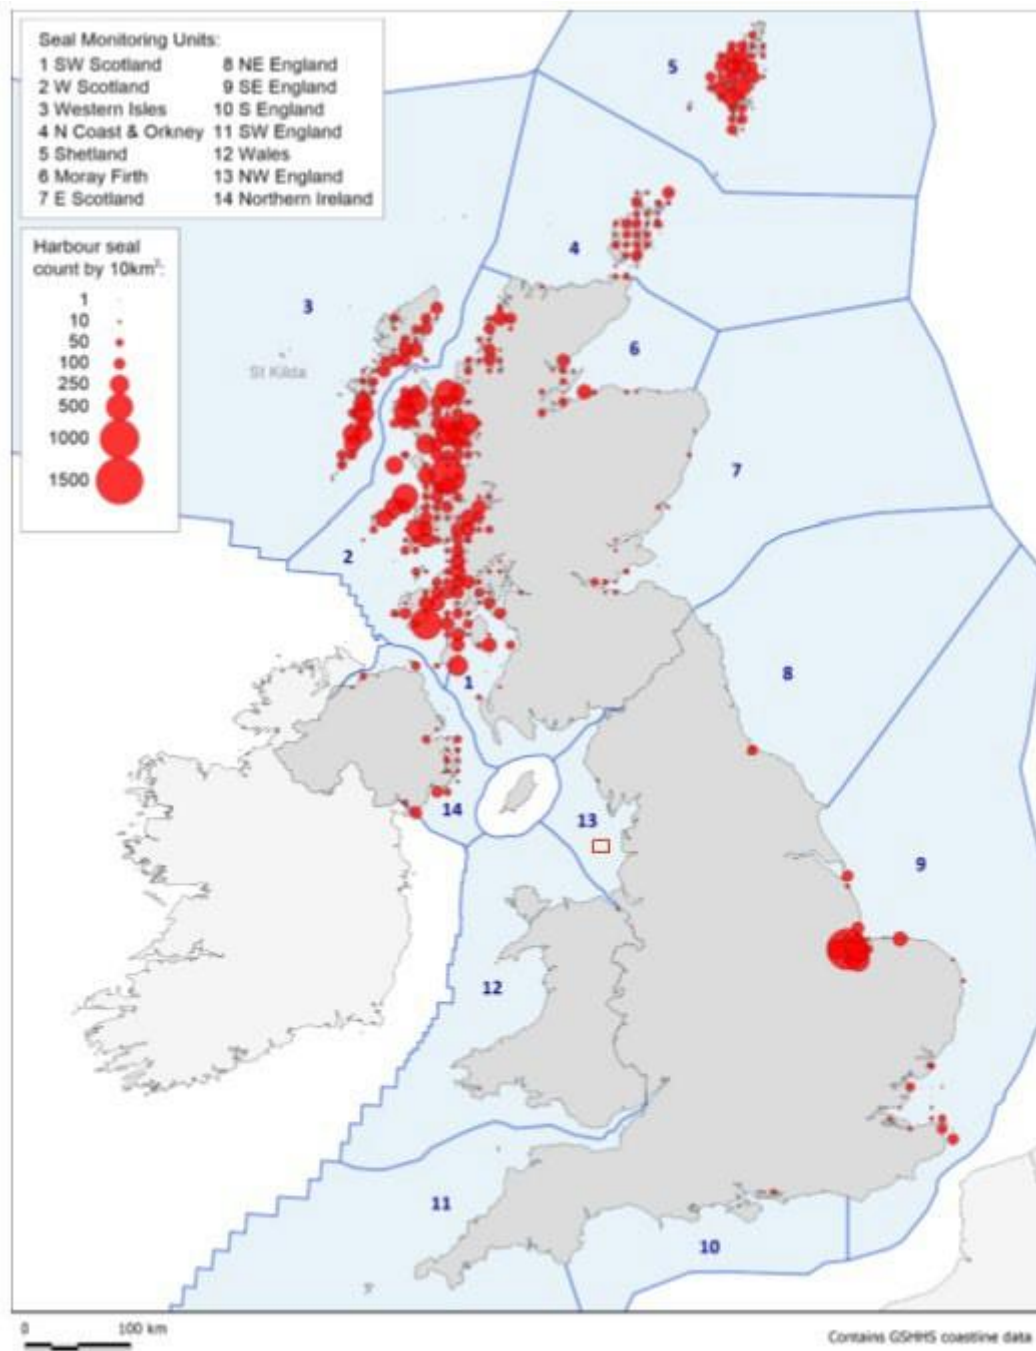 Seal Monitoring Units:
1 SW Scotland 8 NE England
2 W Scotland 9 SE England
3 Western Isles 10 S England
4 N Coast & Orkney 11 SW England
5 Shetland 12 Wales
6 Moray Firth 13 NW England
7 E Scotland 14 Northern Ireland
Harbour seal
count by 10km²:
1
10
50
100
250
500
1000
1500
5
4
3
6
St Kilda
7
2
8
1
14
13
9
12
11
10
0 100 km
Contains GSHHS coastline data